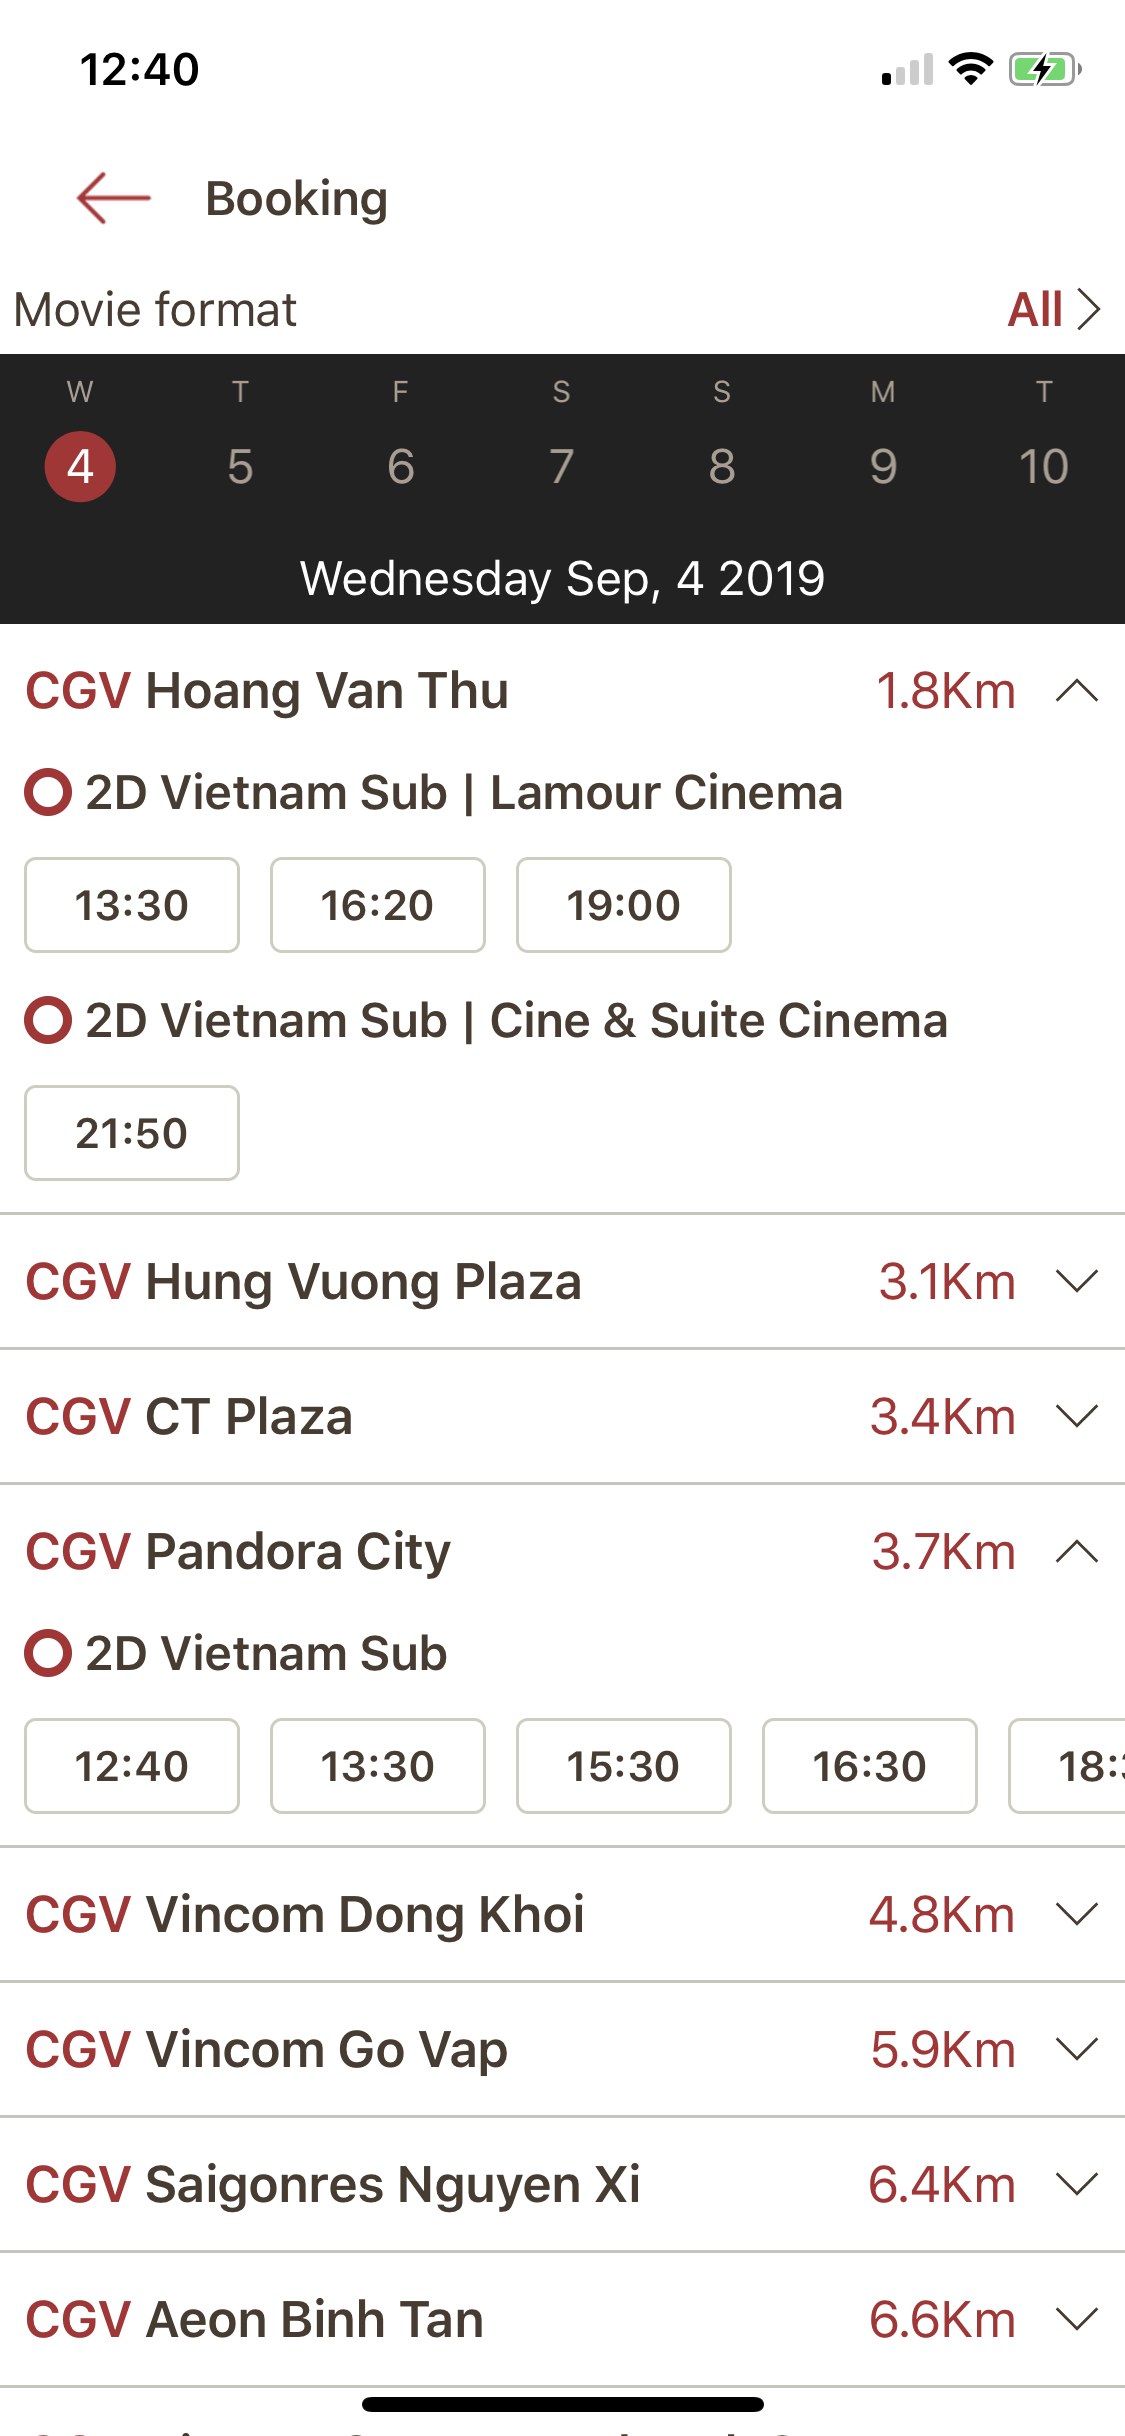 12:40
Booking
Movie format All
W T F S S M T
4 5 6 7 8 9 10
Wednesday Sep, 4 2019
CGV Hoang Van Thu 1.8Km
2D Vietnam Sub | Lamour Cinema
13:30 16:20 19:00
2D Vietnam Sub | Cine & Suite Cinema
21:50
CGV Hung Vuong Plaza 3.1Km
CGV CT Plaza 3.4Km
CGV Pandora City 3.7Km
2D Vietnam Sub
12:40 13:30 15:30 16:30
CGV Vincom Dong Khoi 4.8Km
CGV Vincom Go Vap 5.9Km
CGV Saigonres Nguyen Xi 6.4Km
CGV Aeon Binh Tan 6.6Km